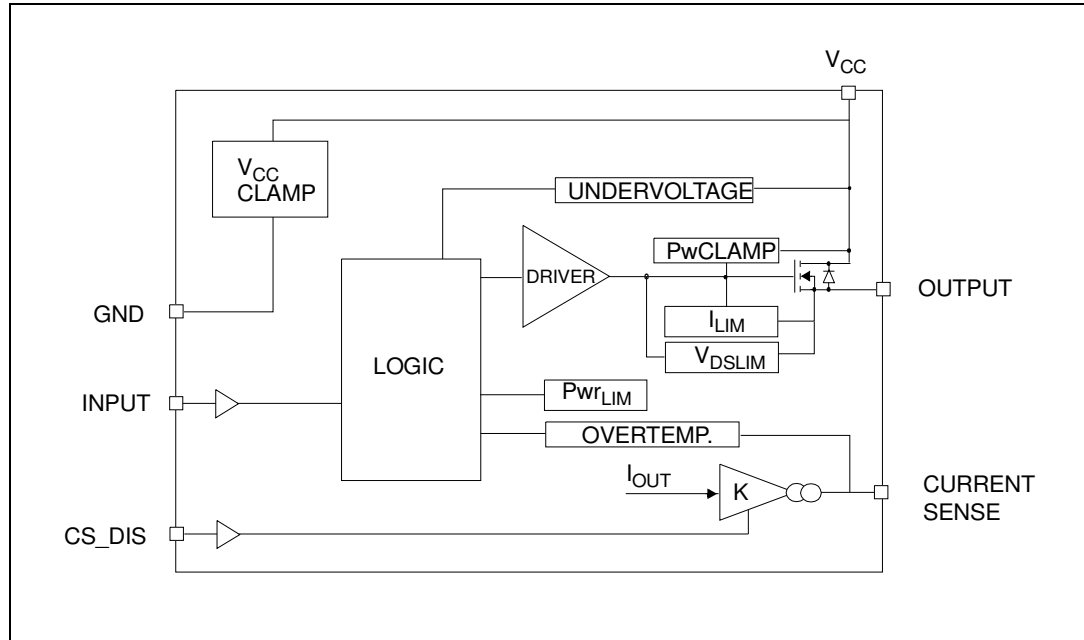 VCC
VCC
CLAMP
UNDERVOLTAGE
PwCLAMP
DRIVER
OUTPUT
GND
ILIM
VDSLIM
LOGIC
PwrLIM
INPUT
OVERTEMP.
IOUT
K
CURRENT
SENSE
CS_DIS